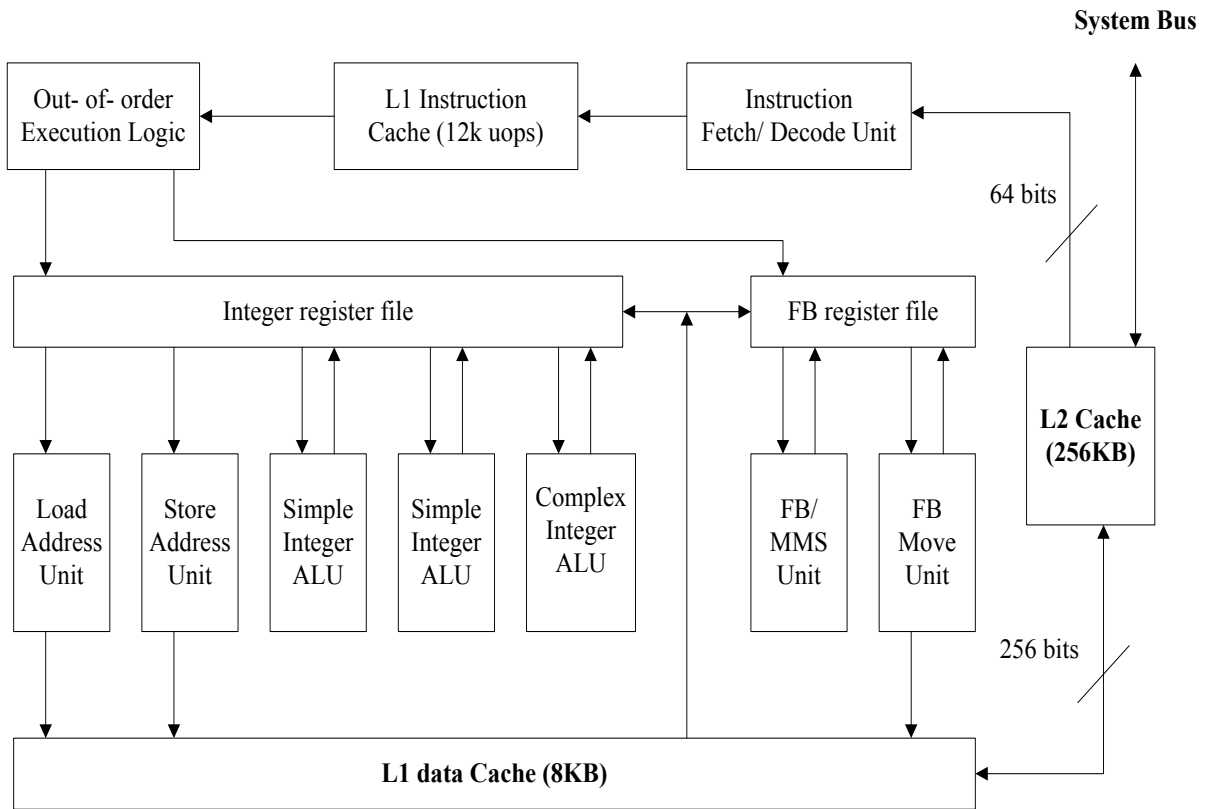 System Bus
Out- of- order
Execution Logic
L1 Instruction
Cache (12k uops)
Instruction
Fetch/ Decode Unit
64 bits
Integer register file
FB register file
L2 Cache
(256KB)
Load
Address
Unit
Store
Address
Unit
Simple
Integer
ALU
Simple
Integer
ALU
Complex
Integer
ALU
FB/
MMS
Unit
FB
Move
Unit
256 bits
L1 data Cache (8KB)